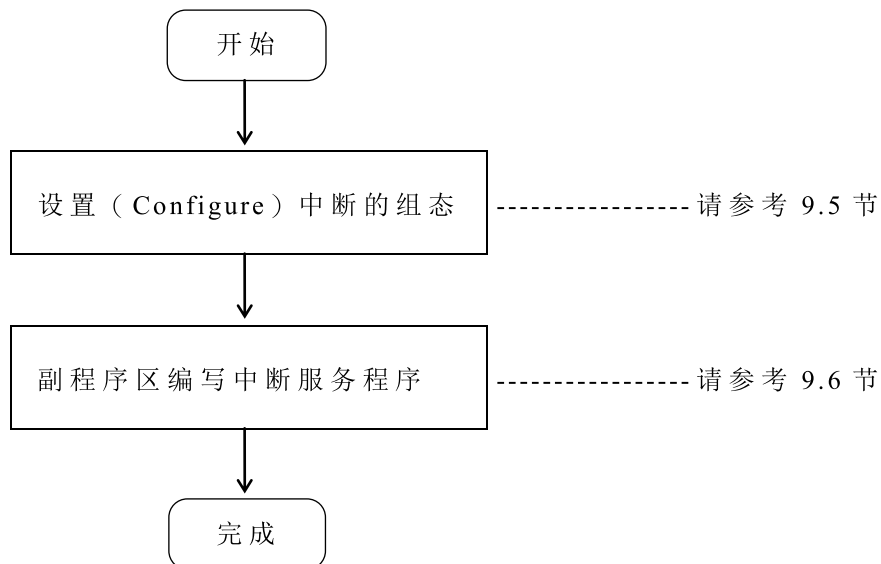 开始
设置（Configure）中断的组态 ---------------- 请参考 9.5 节
副程序区编写中断服务程序 ---------------- 请参考 9.6 节
完成